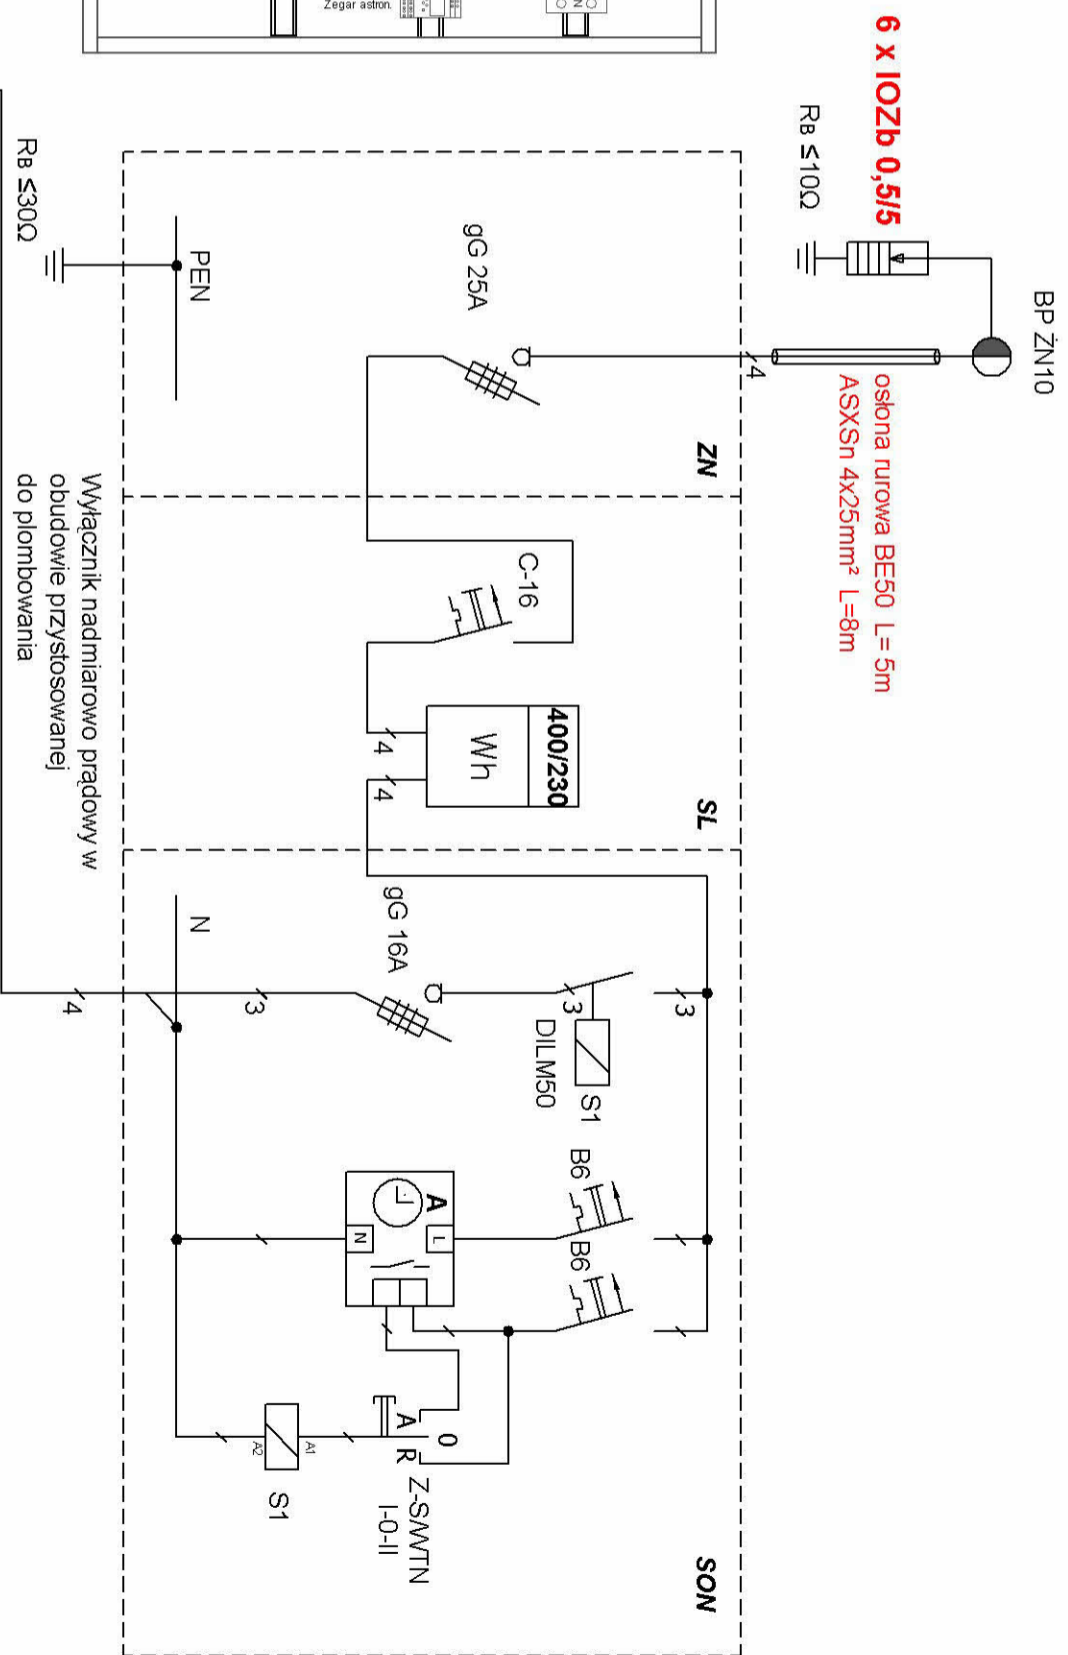 Zegar astron.
N
6 x IOZb 0,5/5
RB ≤10Ω
BP ŻN10
osłona rurowa BE50 L= 5m
ASXSn 4x25mm² L=8m
4
ZN
gG 25A
PEN
RB ≤30Ω
Wyłącznik nadmiarowo prądowy w
obudowie przystosowanej
do plombowania
C-16
400/230
Wh
4
4
SL
SON
3
3
S1
DILM50
gG 16A
3
N
4
B6
B6
A
L
N
A
0
R
Z-S/WTN
I-0-II
A1
A2
S1